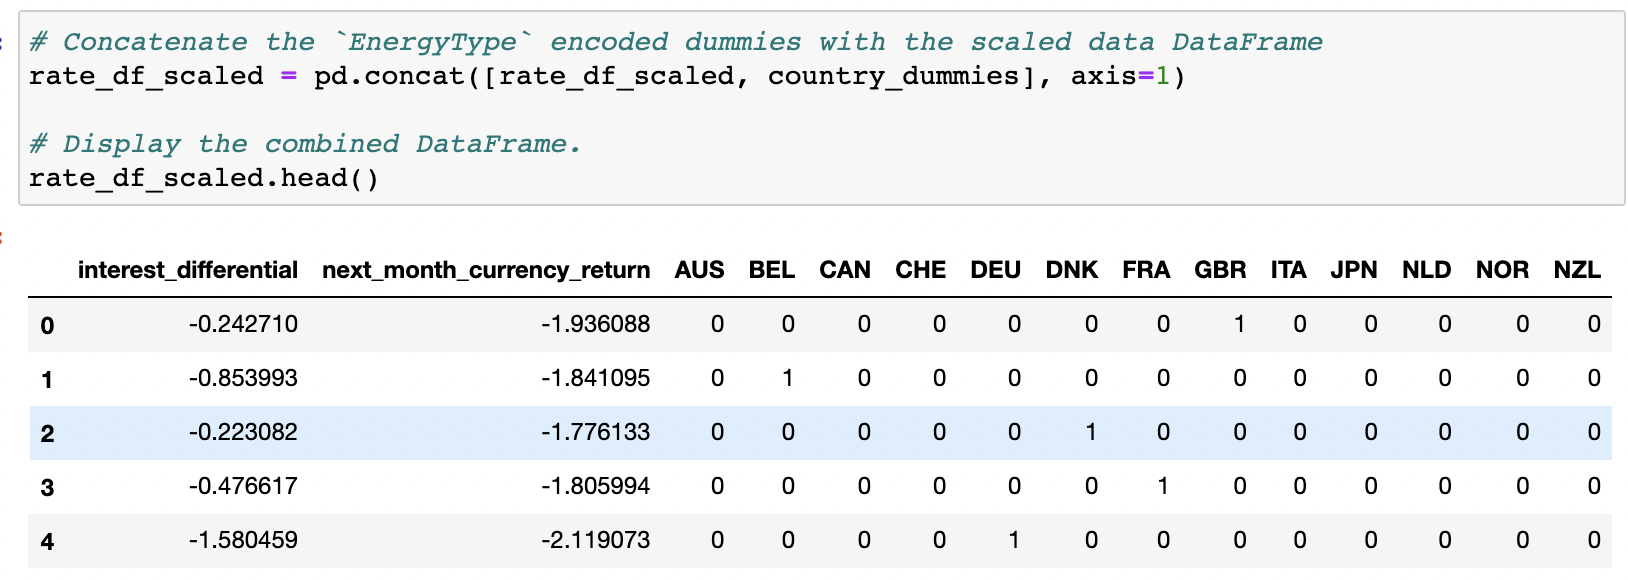 # Concatenate the `EnergyType` encoded dummies with the scaled data DataFrame
rate_df_scaled = pd.concat([rate_df_scaled, country_dummies], axis=1)
# Display the combined DataFrame.
rate_df_scaled.head()
interest_differential next_month_currency_return AUS BEL CAN CHE DEU DNK FRA GBR ITA JPN NLD NOR NZL
0 -0.242710 -1.936088 0 0 0 0 0 0 0 1 0 0 0 0 0
1 -0.853993 -1.841095 0 1 0 0 0 0 0 0 0 0 0 0 0
2 -0.223082 -1.776133 0 0 0 0 0 1 0 0 0 0 0 0 0
3 -0.476617 -1.805994 0 0 0 0 0 0 1 0 0 0 0 0 0
4 -1.580459 -2.119073 0 0 0 0 1 0 0 0 0 0 0 0 0